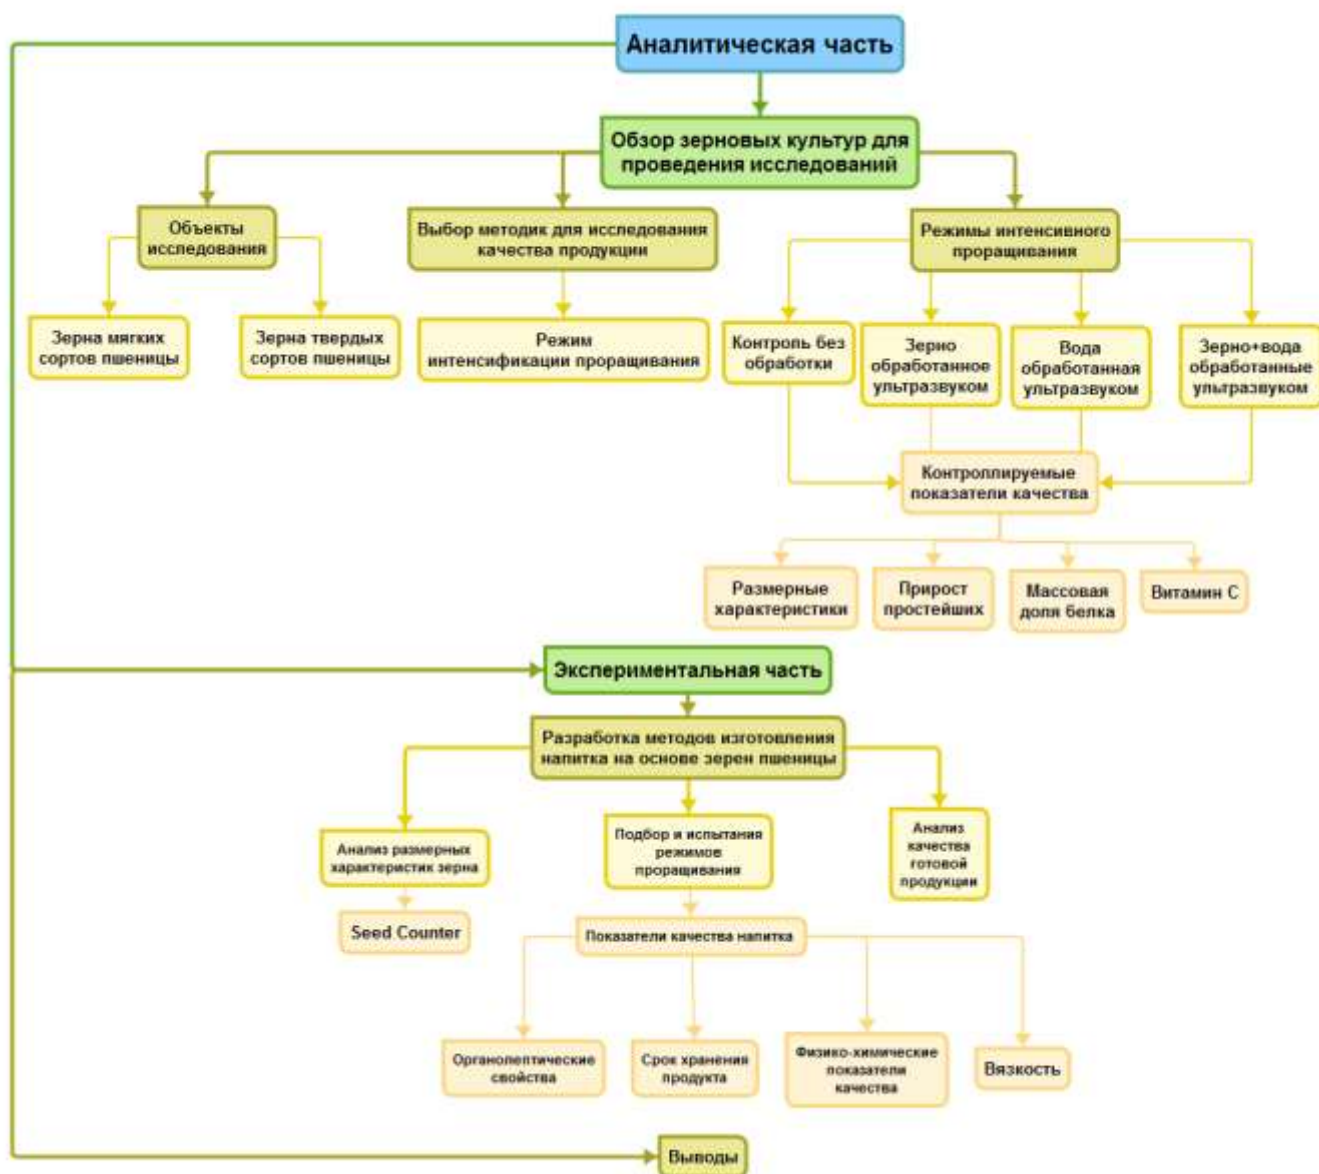 Аналитическая часть
Обзор зерновых культур для
проведения исследований
Объекты
исследования
Выбор методик для исследования
качества продукции
Режимы интенсивного
проращивания
Зерна мягких
сортов пшеницы
Зерна твердых
сортов пшеницы
Режим
интенсификации проращивания
Контроль без
обработки
Зерно
обработанное
ультразвуком
Вода
обработанная
ультразвуком
Зерно+вода
обработанные
ультразвуком
Контроллируемые
показатели качества
Размерные
характеристики
Прирост
простейших
Массовая
доля белка
Витамин С
Экспериментальная часть
Разработка методов изготовления
напитка на основе зерен пшеницы
Анализ размерных
характеристик зерна
Подбор и испытания
режимов
проращивания
Анализ
качества
готовой
продукции
Seed Counter
Показатели качества напитка
Органолептические
свойства
Срок хранения
продукта
Физико-химические
показатели
качества
Вязкость
Выводы